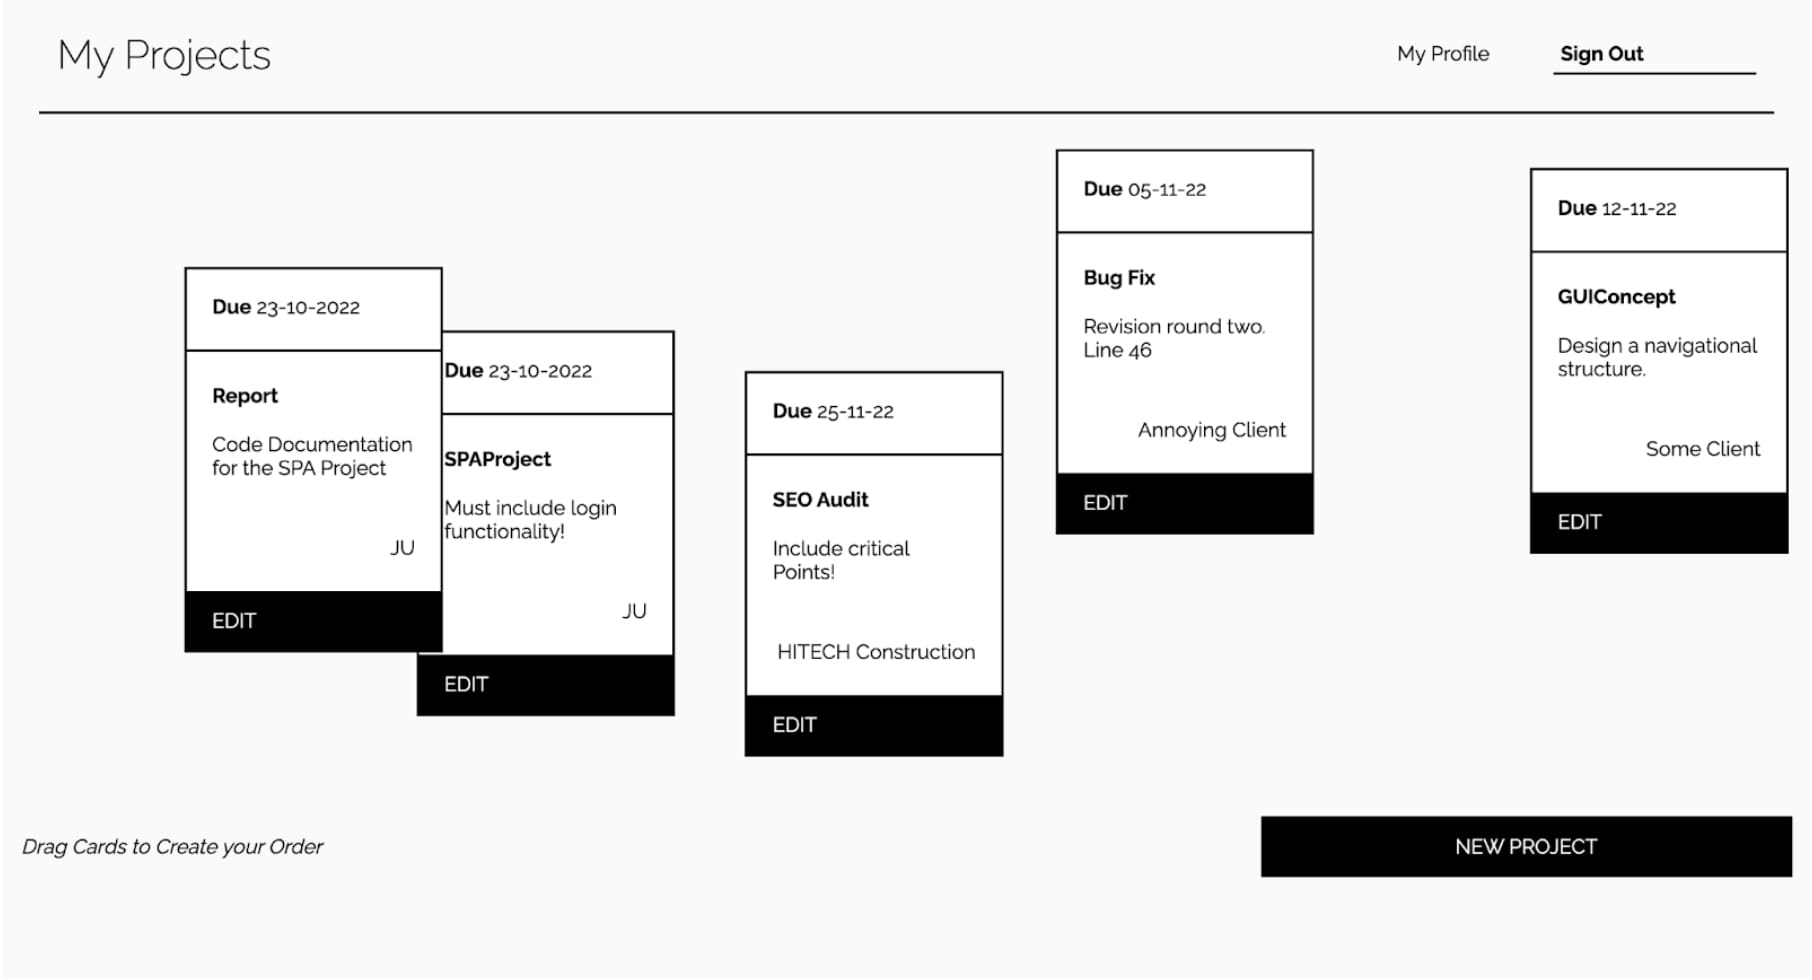 My Projects
My Profile
Sign Out
Due 23-10-2022
Report
Code Documentation
for the SPA Project
JU
EDIT
Due 23-10-2022
SPAProject
Must include login
functionality!
JU
EDIT
Due 25-11-22
SEO Audit
Include critical
Points!
HITECH Construction
EDIT
Due 05-11-22
Bug Fix
Revision round two.
Line 46
Annoying Client
EDIT
Due 12-11-22
GUIConcept
Design a navigational
structure.
Some Client
EDIT
Drag Cards to Create your Order
NEW PROJECT